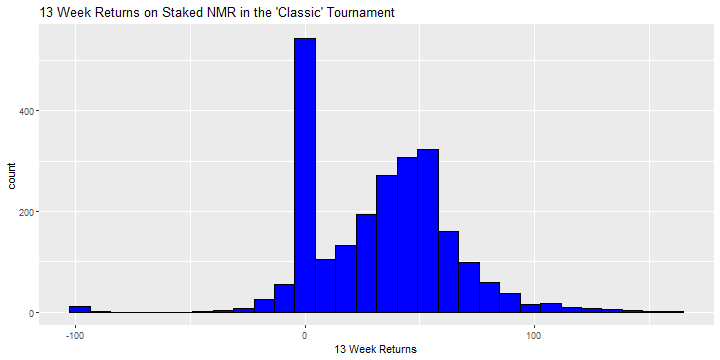 13 Week Returns on Staked NMR in the 'Classic' Tournament
count
400
200
0
-100
0
100
13 Week Returns